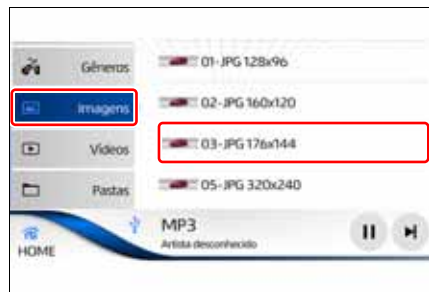 Gêneros
01-JPG 128x96
Imagens
02-JPG 160x120
Vídeos
03-JPG 176x144
Pastas
05-JPG 320x240
HOME
MP3
Artista desconhecido